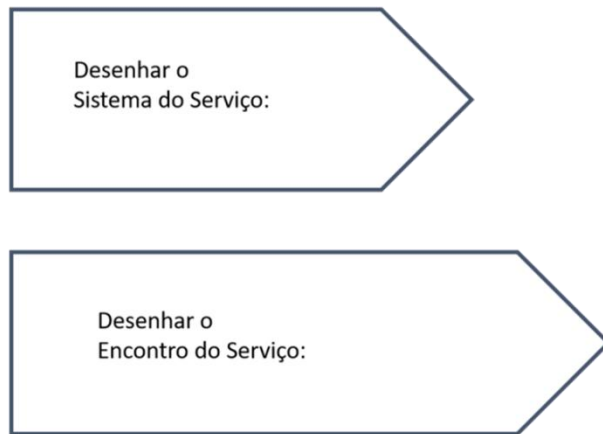 Desenhar o
Sistema do Serviço:
Desenhar o
Encontro do Serviço: